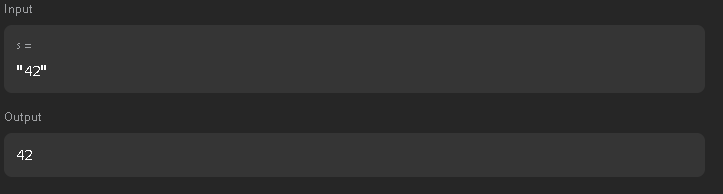 Input
s =
"42"
Output
42